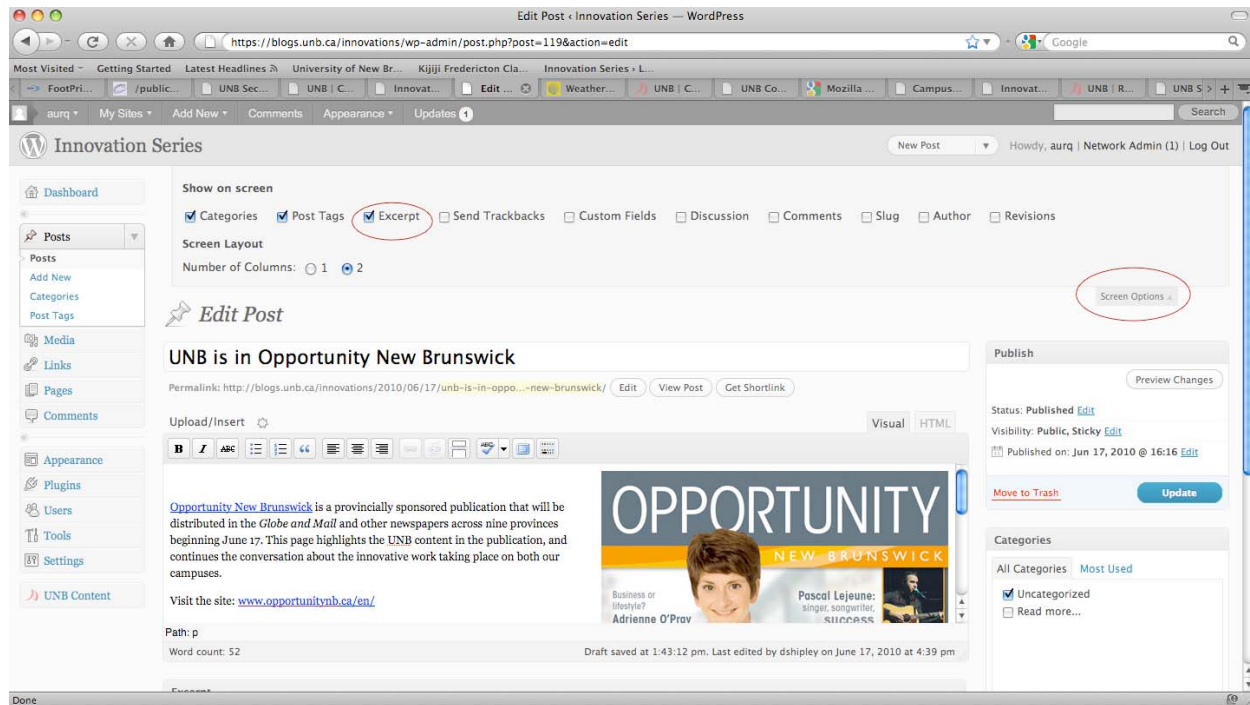 Edit Post ‹ Innovation Series — WordPress
https://blogs.unb.ca/innovations/wp-admin/post.php?post=119&action=edit
Google
Most Visited Getting Started Latest Headlines University of New Br... Kijiji Fredericton Cla... Innovation Series › L...
FootPri... /public... UNB Sec... UNB | C... Innovat... Edit ... Weather... UNB | C... UNB Co... Mozilla ... Campus... Innovat... UNB | R... UNB S
aurq My Sites Add New Comments Appearance Updates 1 Search
Innovation Series New Post Howdy, aurq | Network Admin (1) | Log Out
Dashboard
Posts
Posts
Add New
Categories
Post Tags
Media
Links
Pages
Comments
Appearance
Plugins
Users
Tools
Settings
UNB Content
Show on screen
Categories Post Tags Excerpt Send Trackbacks Custom Fields Discussion Comments Slug Author Revisions
Screen Layout
Number of Columns: 1 2
Screen Options
Edit Post
UNB is in Opportunity New Brunswick
Permalink: http://blogs.unb.ca/innovations/2010/06/17/unb-is-in-oppo...-new-brunswick/ Edit View Post Get Shortlink
Upload/Insert Visual HTML
B I ABC ABC
Opportunity New Brunswick is a provincially sponsored publication that will be
distributed in the Globe and Mail and other newspapers across nine provinces
beginning June 17. This page highlights the UNB content in the publication, and
continues the conversation about the innovative work taking place on both our
campuses.
Visit the site: www.opportunitynb.ca/en/
OPPORTUNITY
NEW BRUNSWICK
Business or
lifestyle?
Adrienne O'Pray
Pascal Lejeune:
singer, songwriter,
success
Path: p
Word count: 52 Draft saved at 1:43:12 pm. Last edited by dshipley on June 17, 2010 at 4:39 pm
Excerpt
Publish
Preview Changes
Status: Published Edit
Visibility: Public, Sticky Edit
Published on: Jun 17, 2010 @ 16:16 Edit
Move to Trash Update
Categories
All Categories Most Used
Uncategorized
Read more...
Done